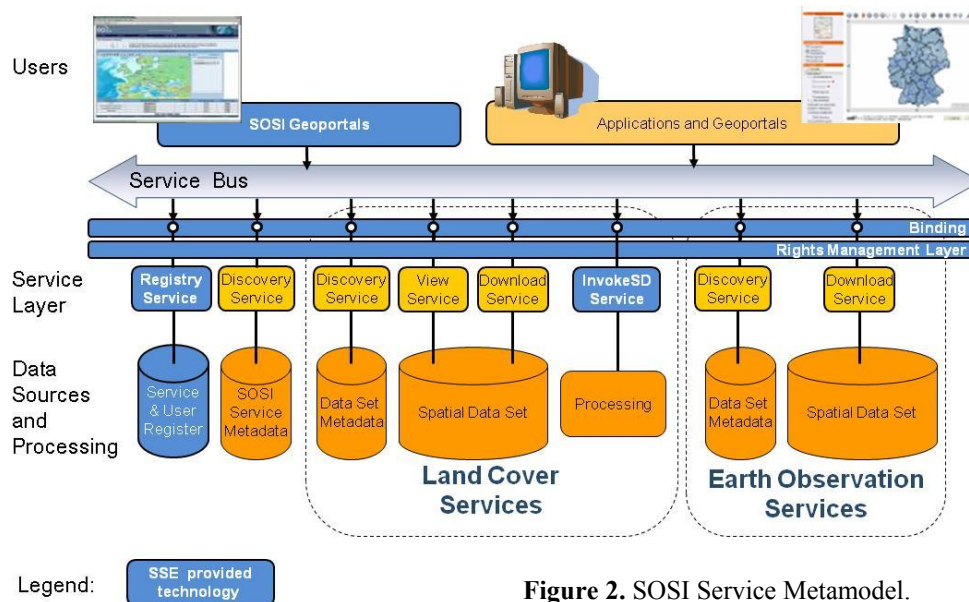 Users
SOSI Geoportals
Applications and Geoportals
Service Bus
Binding
Rights Management Layer
Service
Layer
Registry
Service
Discovery
Service
Discovery
Service
View
Service
Download
Service
InvokeSD
Service
Discovery
Service
Download
Service
Data
Sources
and
Processing
Service
& User
Register
SOSI
Service
Metadata
Data Set
Metadata
Spatial Data Set
Processing
Data Set
Metadata
Spatial Data Set
Land Cover
Services
Earth Observation
Services
Legend:
SSE provided
technology
Figure 2. SOSI Service Metamodel.